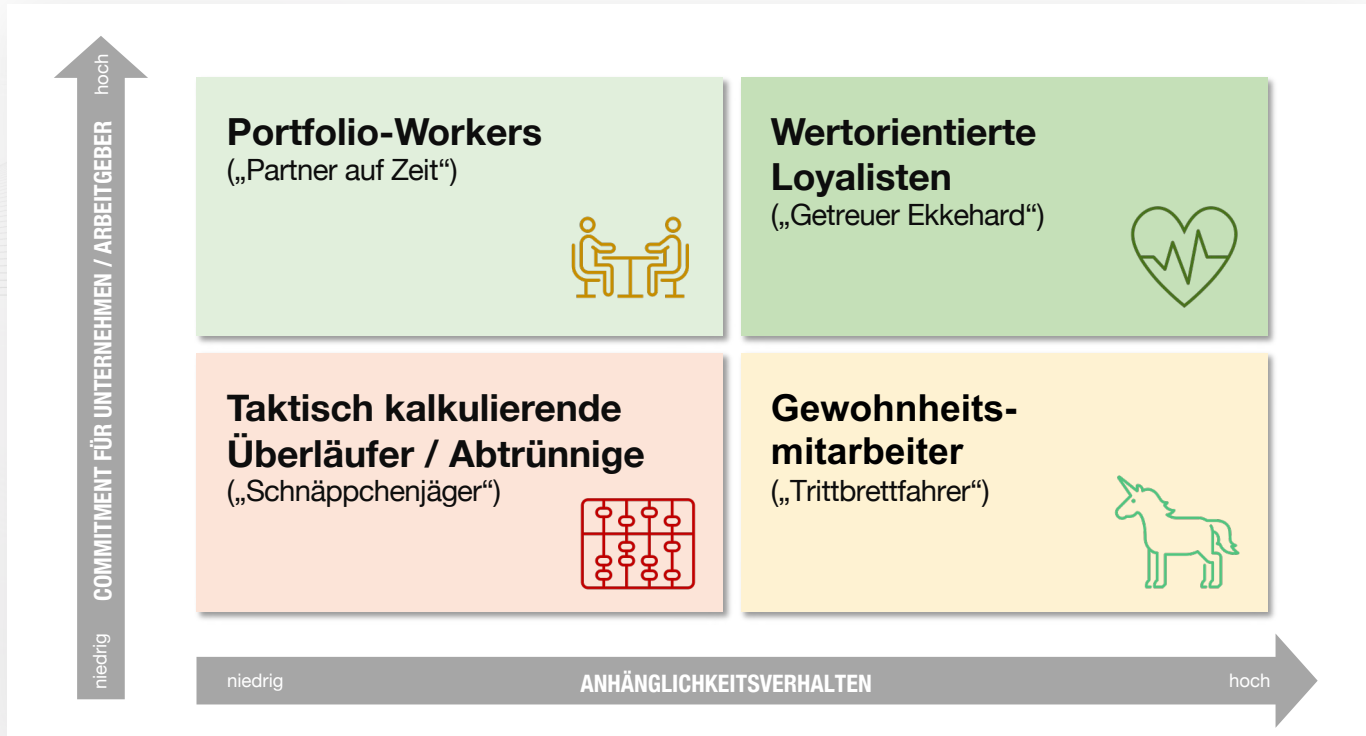 hoch
COMMITMENT FÜR UNTERNEHMEN / ARBEITGEBER
niedrig
Portfolio-Workers
(„Partner auf Zeit“)
Wertorientierte
Loyalisten
(„Getreuer Ekkehard“)
Taktisch kalkulierende
Überläufer / Abtrünnige
(„Schnäppchenjäger“)
Gewohnheits-
mitarbeiter
(„Trittbrettfahrer“)
niedrig
ANHÄNGLICHKEITSVERHALTEN
hoch